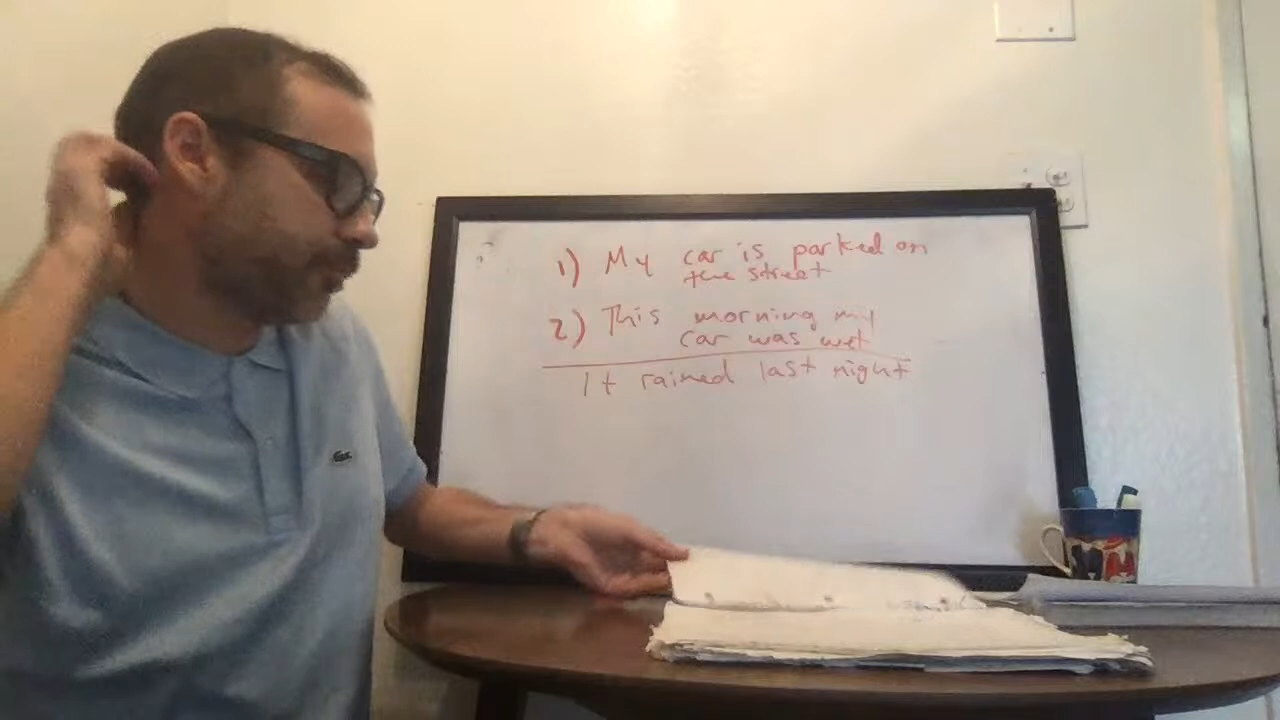 1) My car is parked on
the street
2) This morning my
car was wet
It rained last night